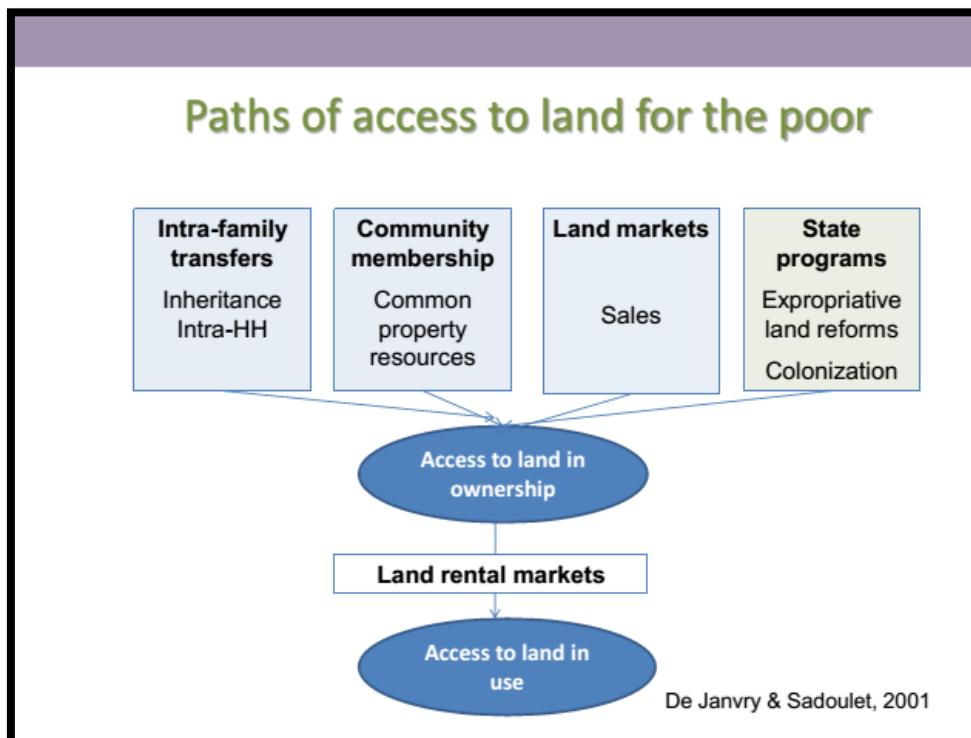 Paths of access to land for the poor
Intra-family
transfers
Inheritance
Intra-HH
Community
membership
Common
property
resources
Land markets
Sales
State
programs
Expropriative
land reforms
Colonization
Access to land in
ownership
Land rental markets
Access to land in
use
De Janvry & Sadoulet, 2001